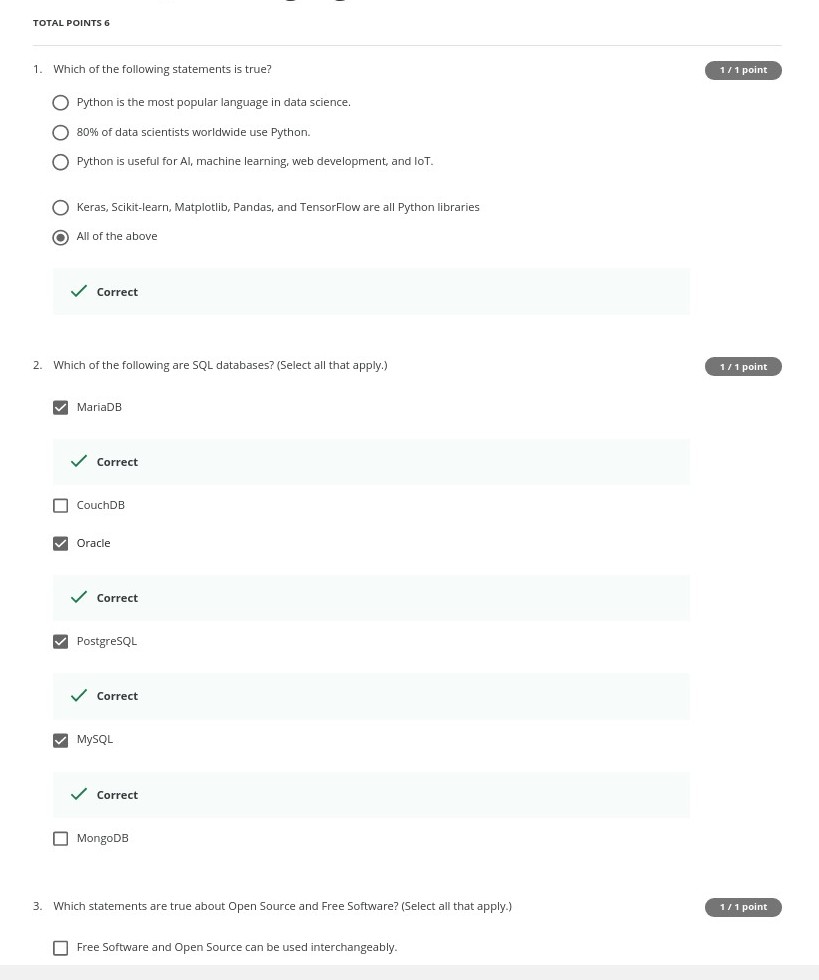 TOTAL POINTS 6
1. Which of the following statements is true?
1 / 1 point
Python is the most popular language in data science.
80% of data scientists worldwide use Python.
Python is useful for AI, machine learning, web development, and IoT.
Keras, Scikit-learn, Matplotlib, Pandas, and TensorFlow are all Python libraries
All of the above
Correct
2. Which of the following are SQL databases? (Select all that apply.)
1 / 1 point
MariaDB
Correct
CouchDB
Oracle
Correct
PostgreSQL
Correct
MySQL
Correct
MongoDB
3. Which statements are true about Open Source and Free Software? (Select all that apply.)
1 / 1 point
Free Software and Open Source can be used interchangeably.